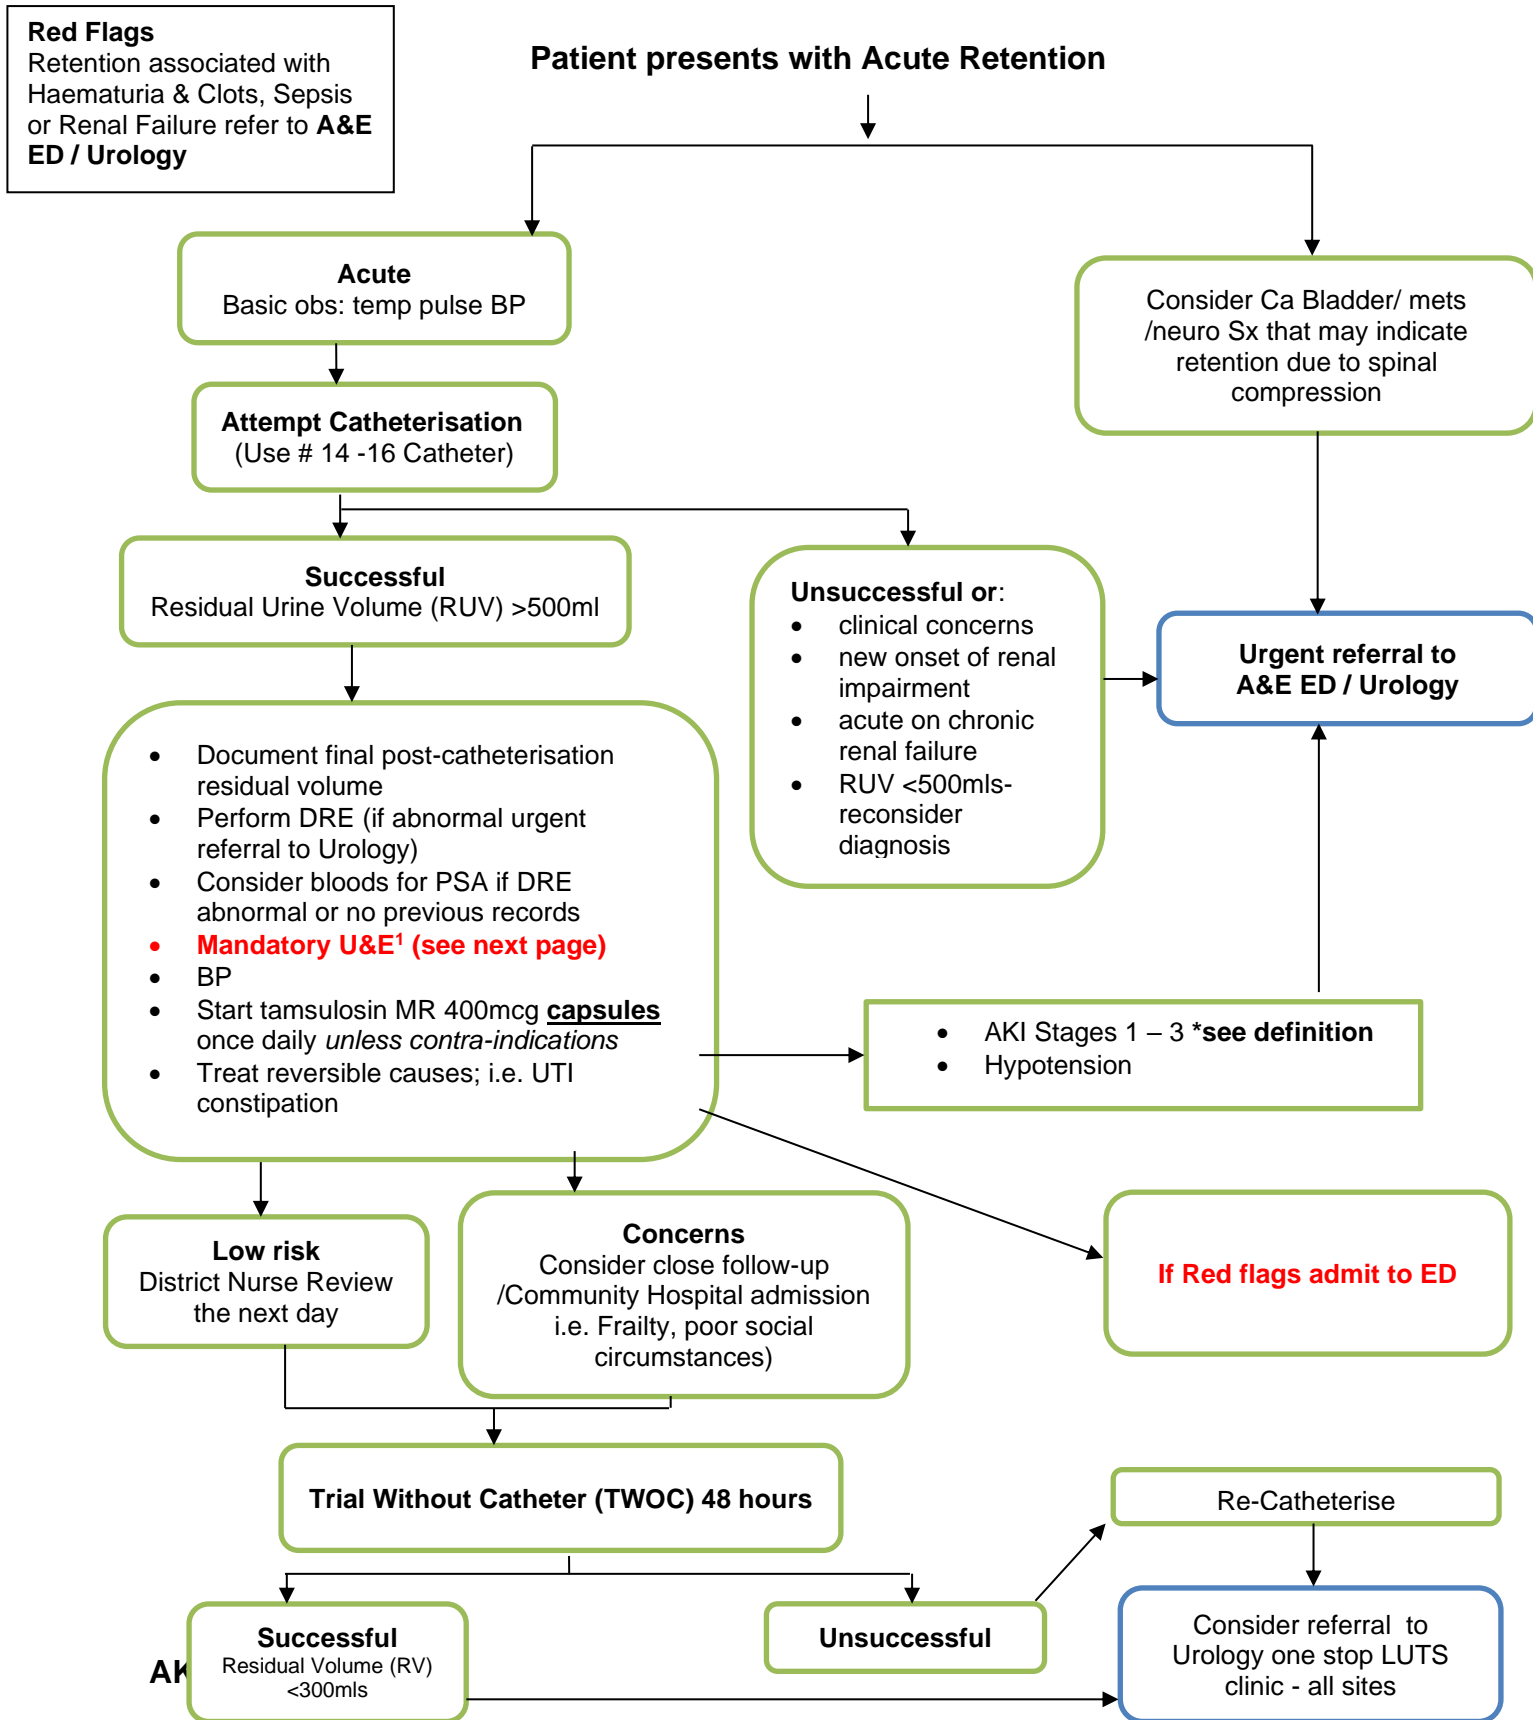 Red Flags
Retention associated with
Haematuria & Clots, Sepsis
or Renal Failure refer to A&E
ED / Urology
Patient presents with Acute Retention
Acute
Basic obs: temp pulse BP
Consider Ca Bladder/ mets
/neuro Sx that may indicate
retention due to spinal
compression
Attempt Catheterisation
(Use # 14 -16 Catheter)
Successful
Residual Urine Volume (RUV) >500ml
Unsuccessful or:
• clinical concerns
• new onset of renal
impairment
• acute on chronic
renal failure
• RUV <500mls-
reconsider
diagnosis
Urgent referral to
A&E ED / Urology
• Document final post-catheterisation
residual volume
• Perform DRE (if abnormal urgent
referral to Urology)
• Consider bloods for PSA if DRE
abnormal or no previous records
• Mandatory U&E¹ (see next page)
• BP
• Start tamsulosin MR 400mcg capsules
once daily unless contra-indications
• Treat reversible causes; i.e. UTI
constipation
• AKI Stages 1 – 3 *see definition
• Hypotension
Low risk
District Nurse Review
the next day
Concerns
Consider close follow-up
/Community Hospital admission
i.e. Frailty, poor social
circumstances)
If Red flags admit to ED
Trial Without Catheter (TWOC) 48 hours
Re-Catheterise
Successful
Residual Volume (RV)
<300mls
Unsuccessful
Consider referral to
Urology one stop LUTS
clinic - all sites